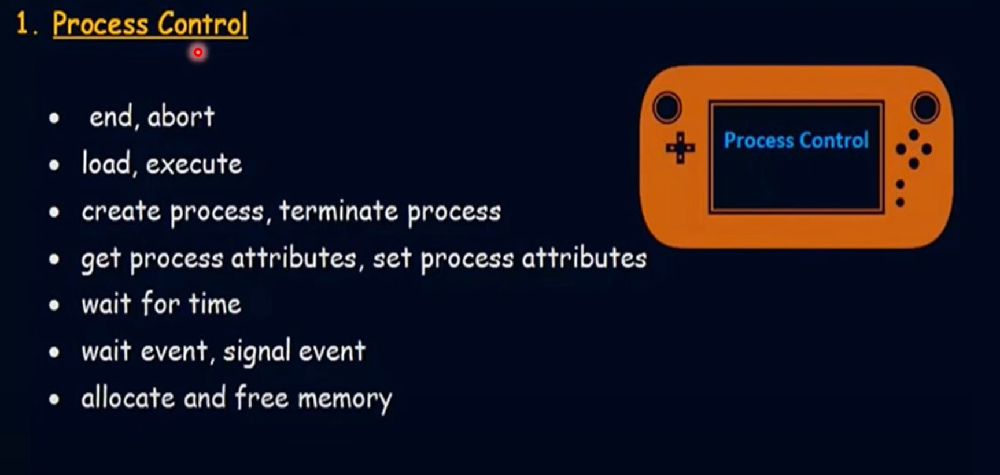 1. Process Control
• end, abort
• load, execute
• create process, terminate process
• get process attributes, set process attributes
• wait for time
• wait event, signal event
• allocate and free memory
Process Control